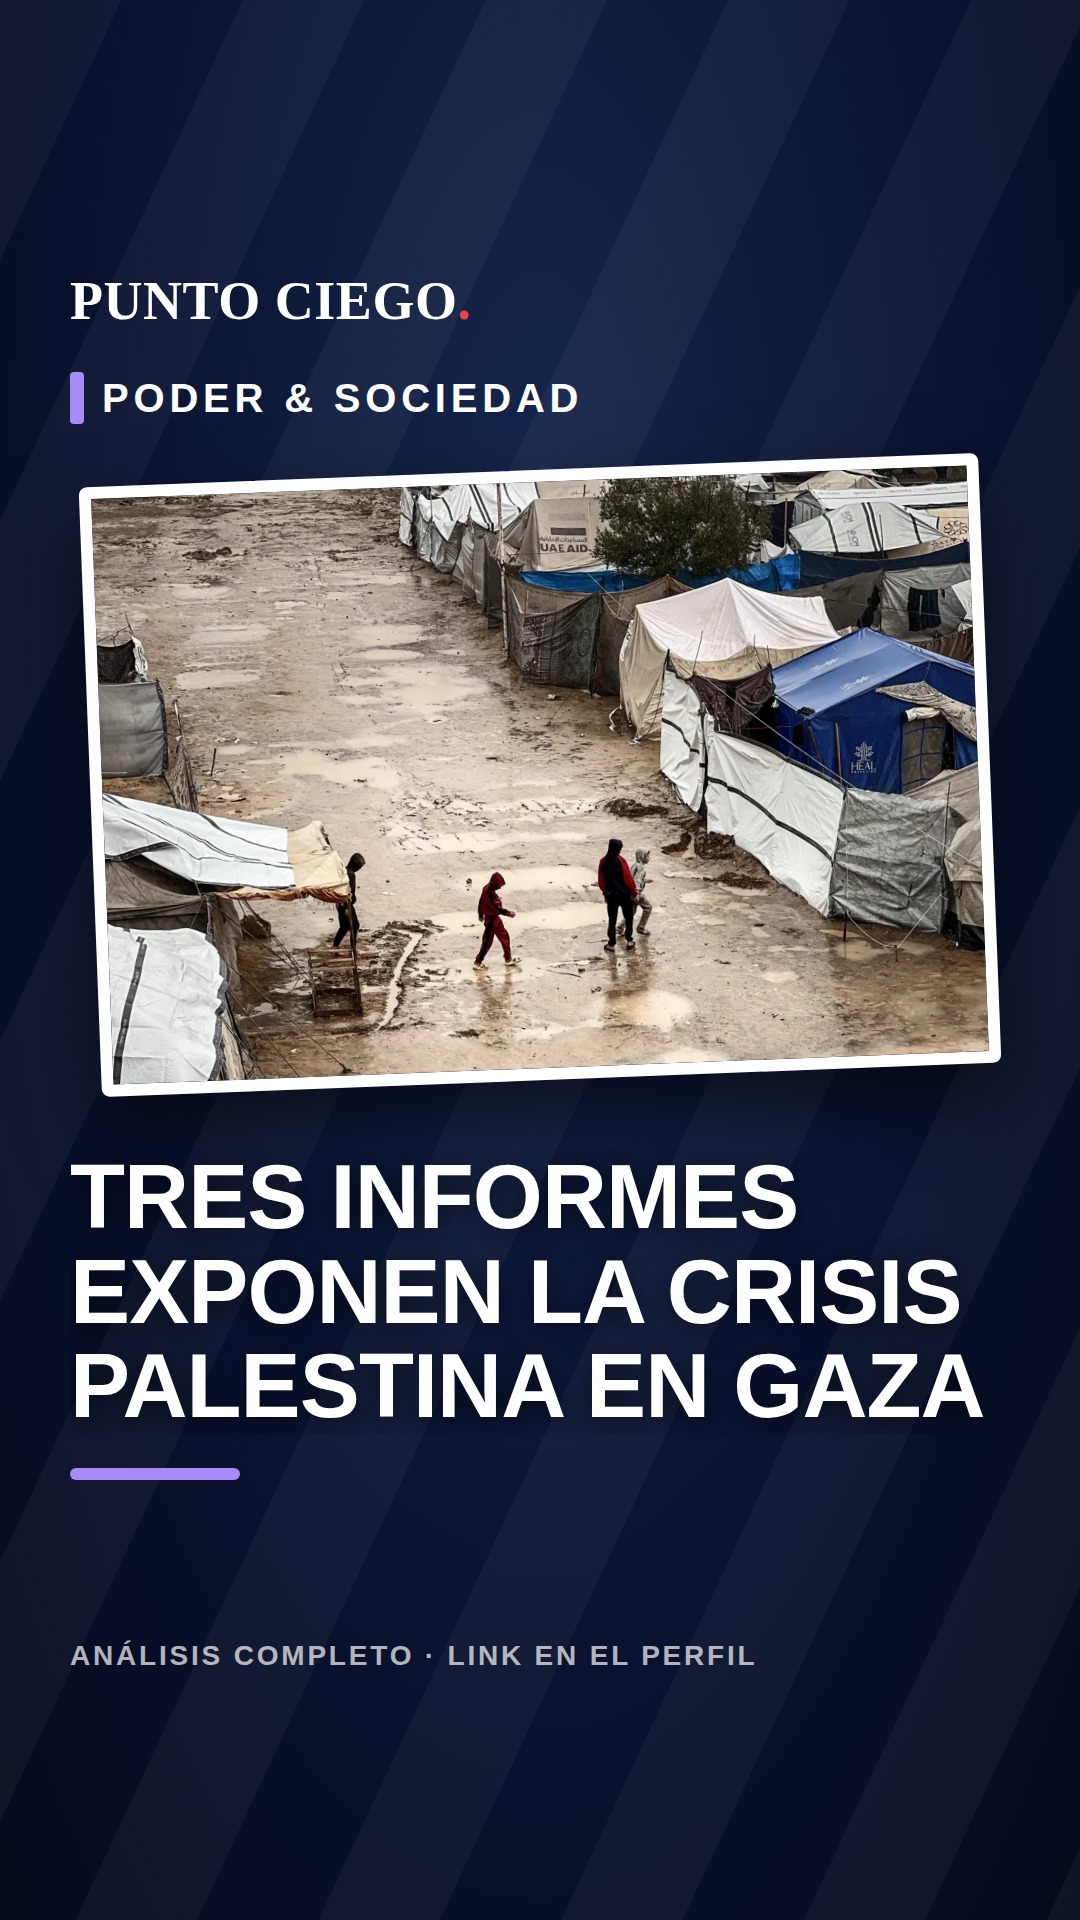 PUNTO CIEGO.
PODER & SOCIEDAD
UAE AID
HEAL
TRES INFORMES
EXPONEN LA CRISIS
PALESTINA EN GAZA
ANÁLISIS COMPLETO · LINK EN EL PERFIL